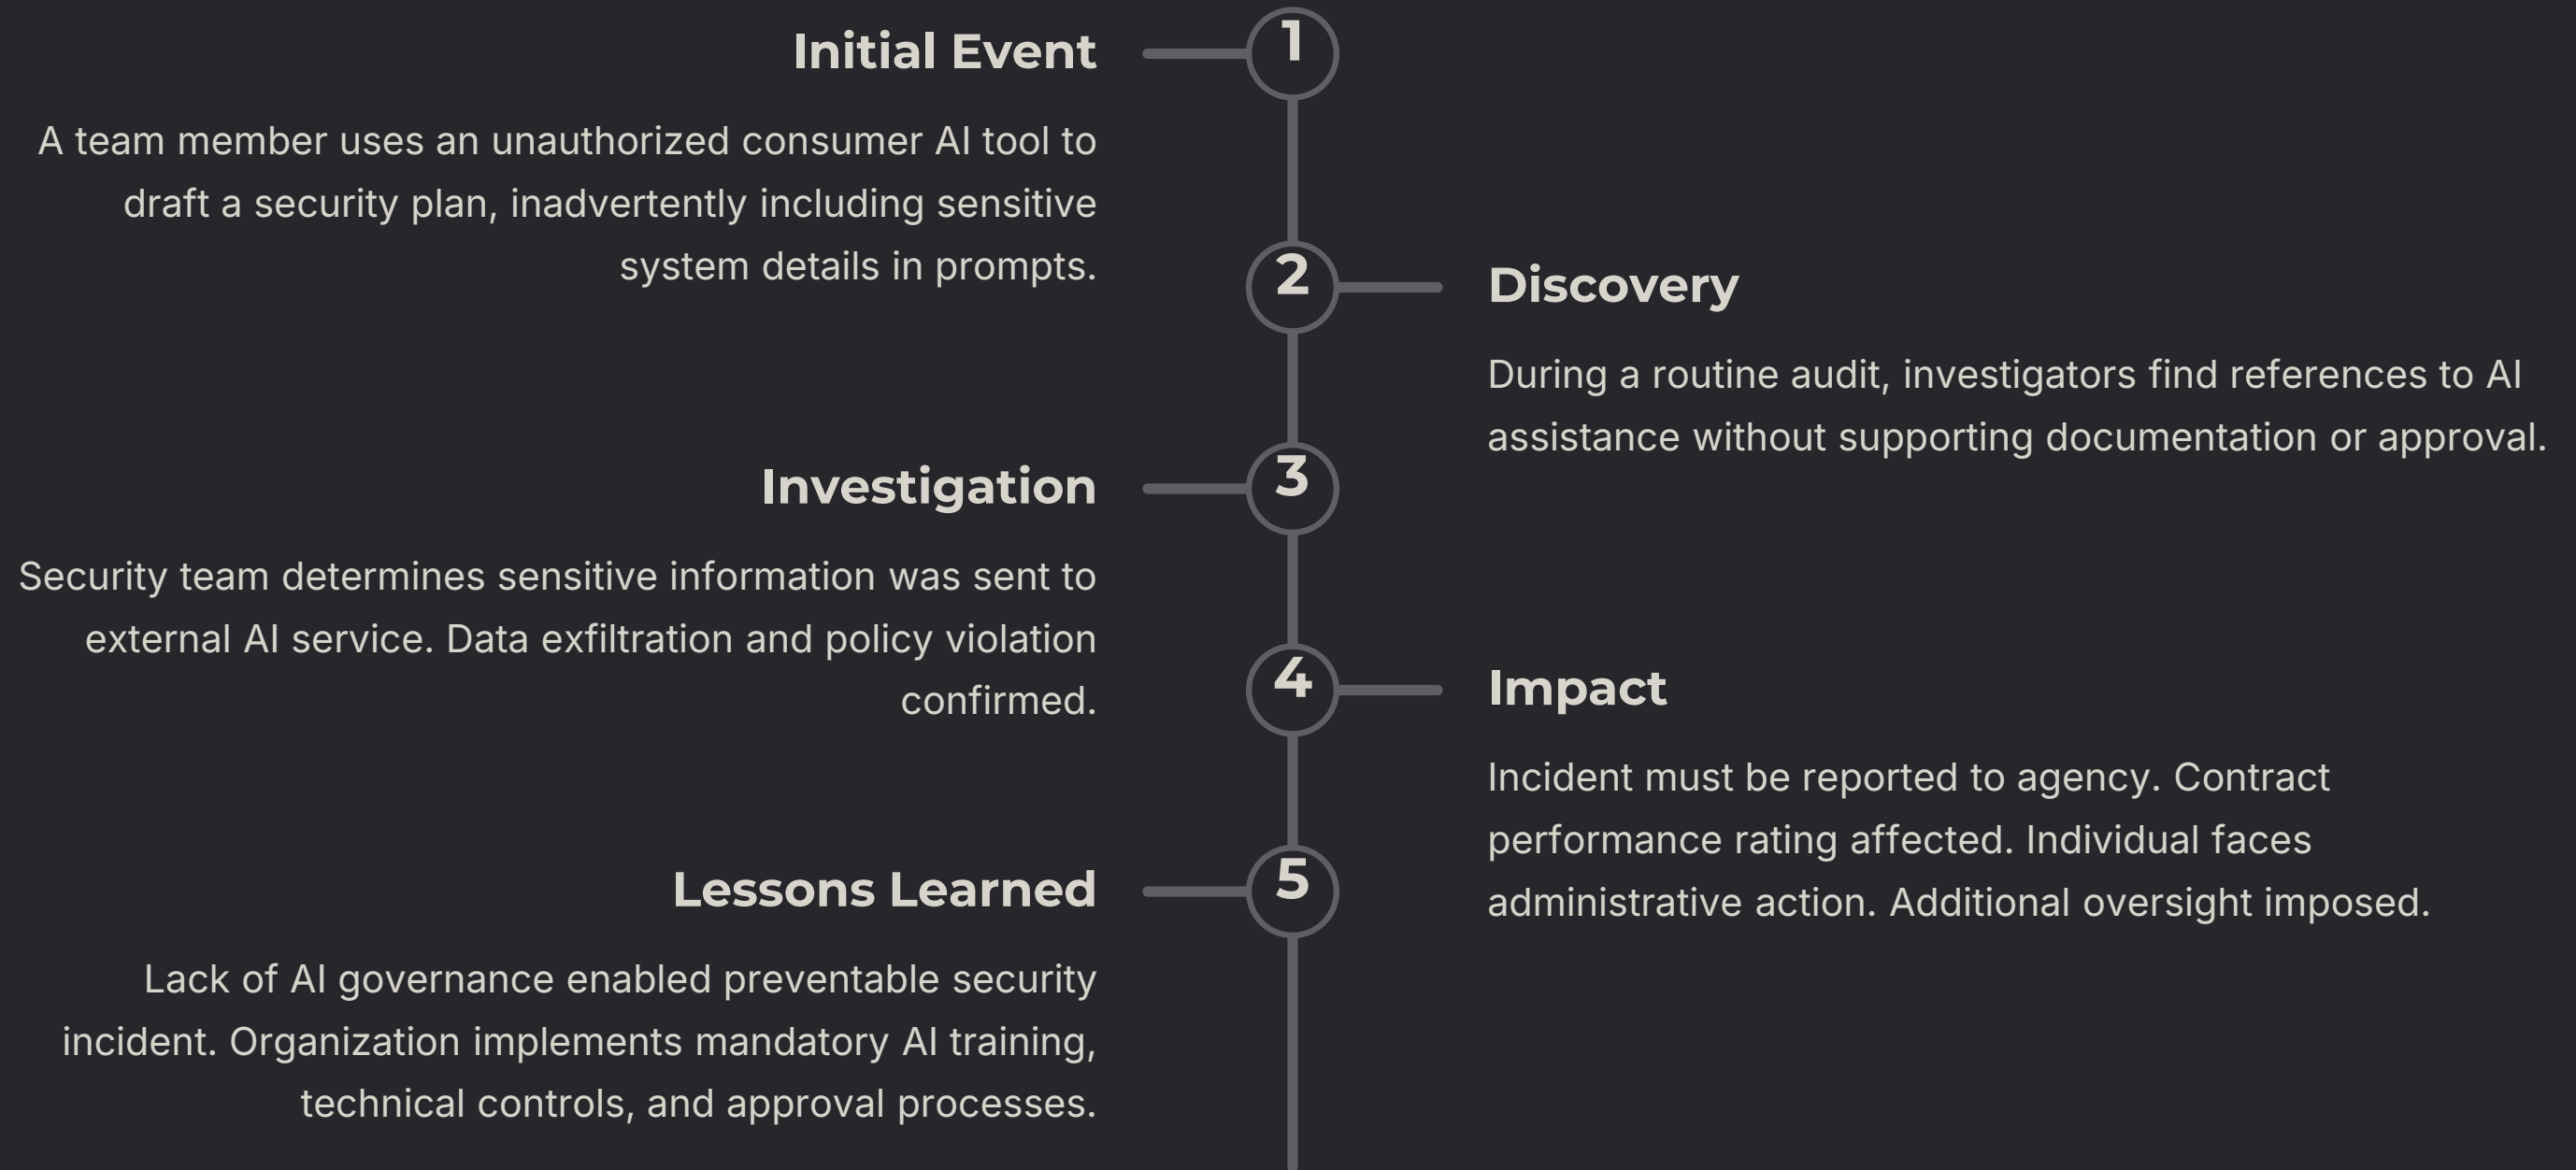 1
Initial Event
A team member uses an unauthorized consumer AI tool to
draft a security plan, inadvertently including sensitive
system details in prompts.
2
Discovery
During a routine audit, investigators find references to AI
assistance without supporting documentation or approval.
3
Investigation
Security team determines sensitive information was sent to
external AI service. Data exfiltration and policy violation
confirmed.
4
Impact
Incident must be reported to agency. Contract
performance rating affected. Individual faces
administrative action. Additional oversight imposed.
5
Lessons Learned
Lack of AI governance enabled preventable security
incident. Organization implements mandatory AI training,
technical controls, and approval processes.